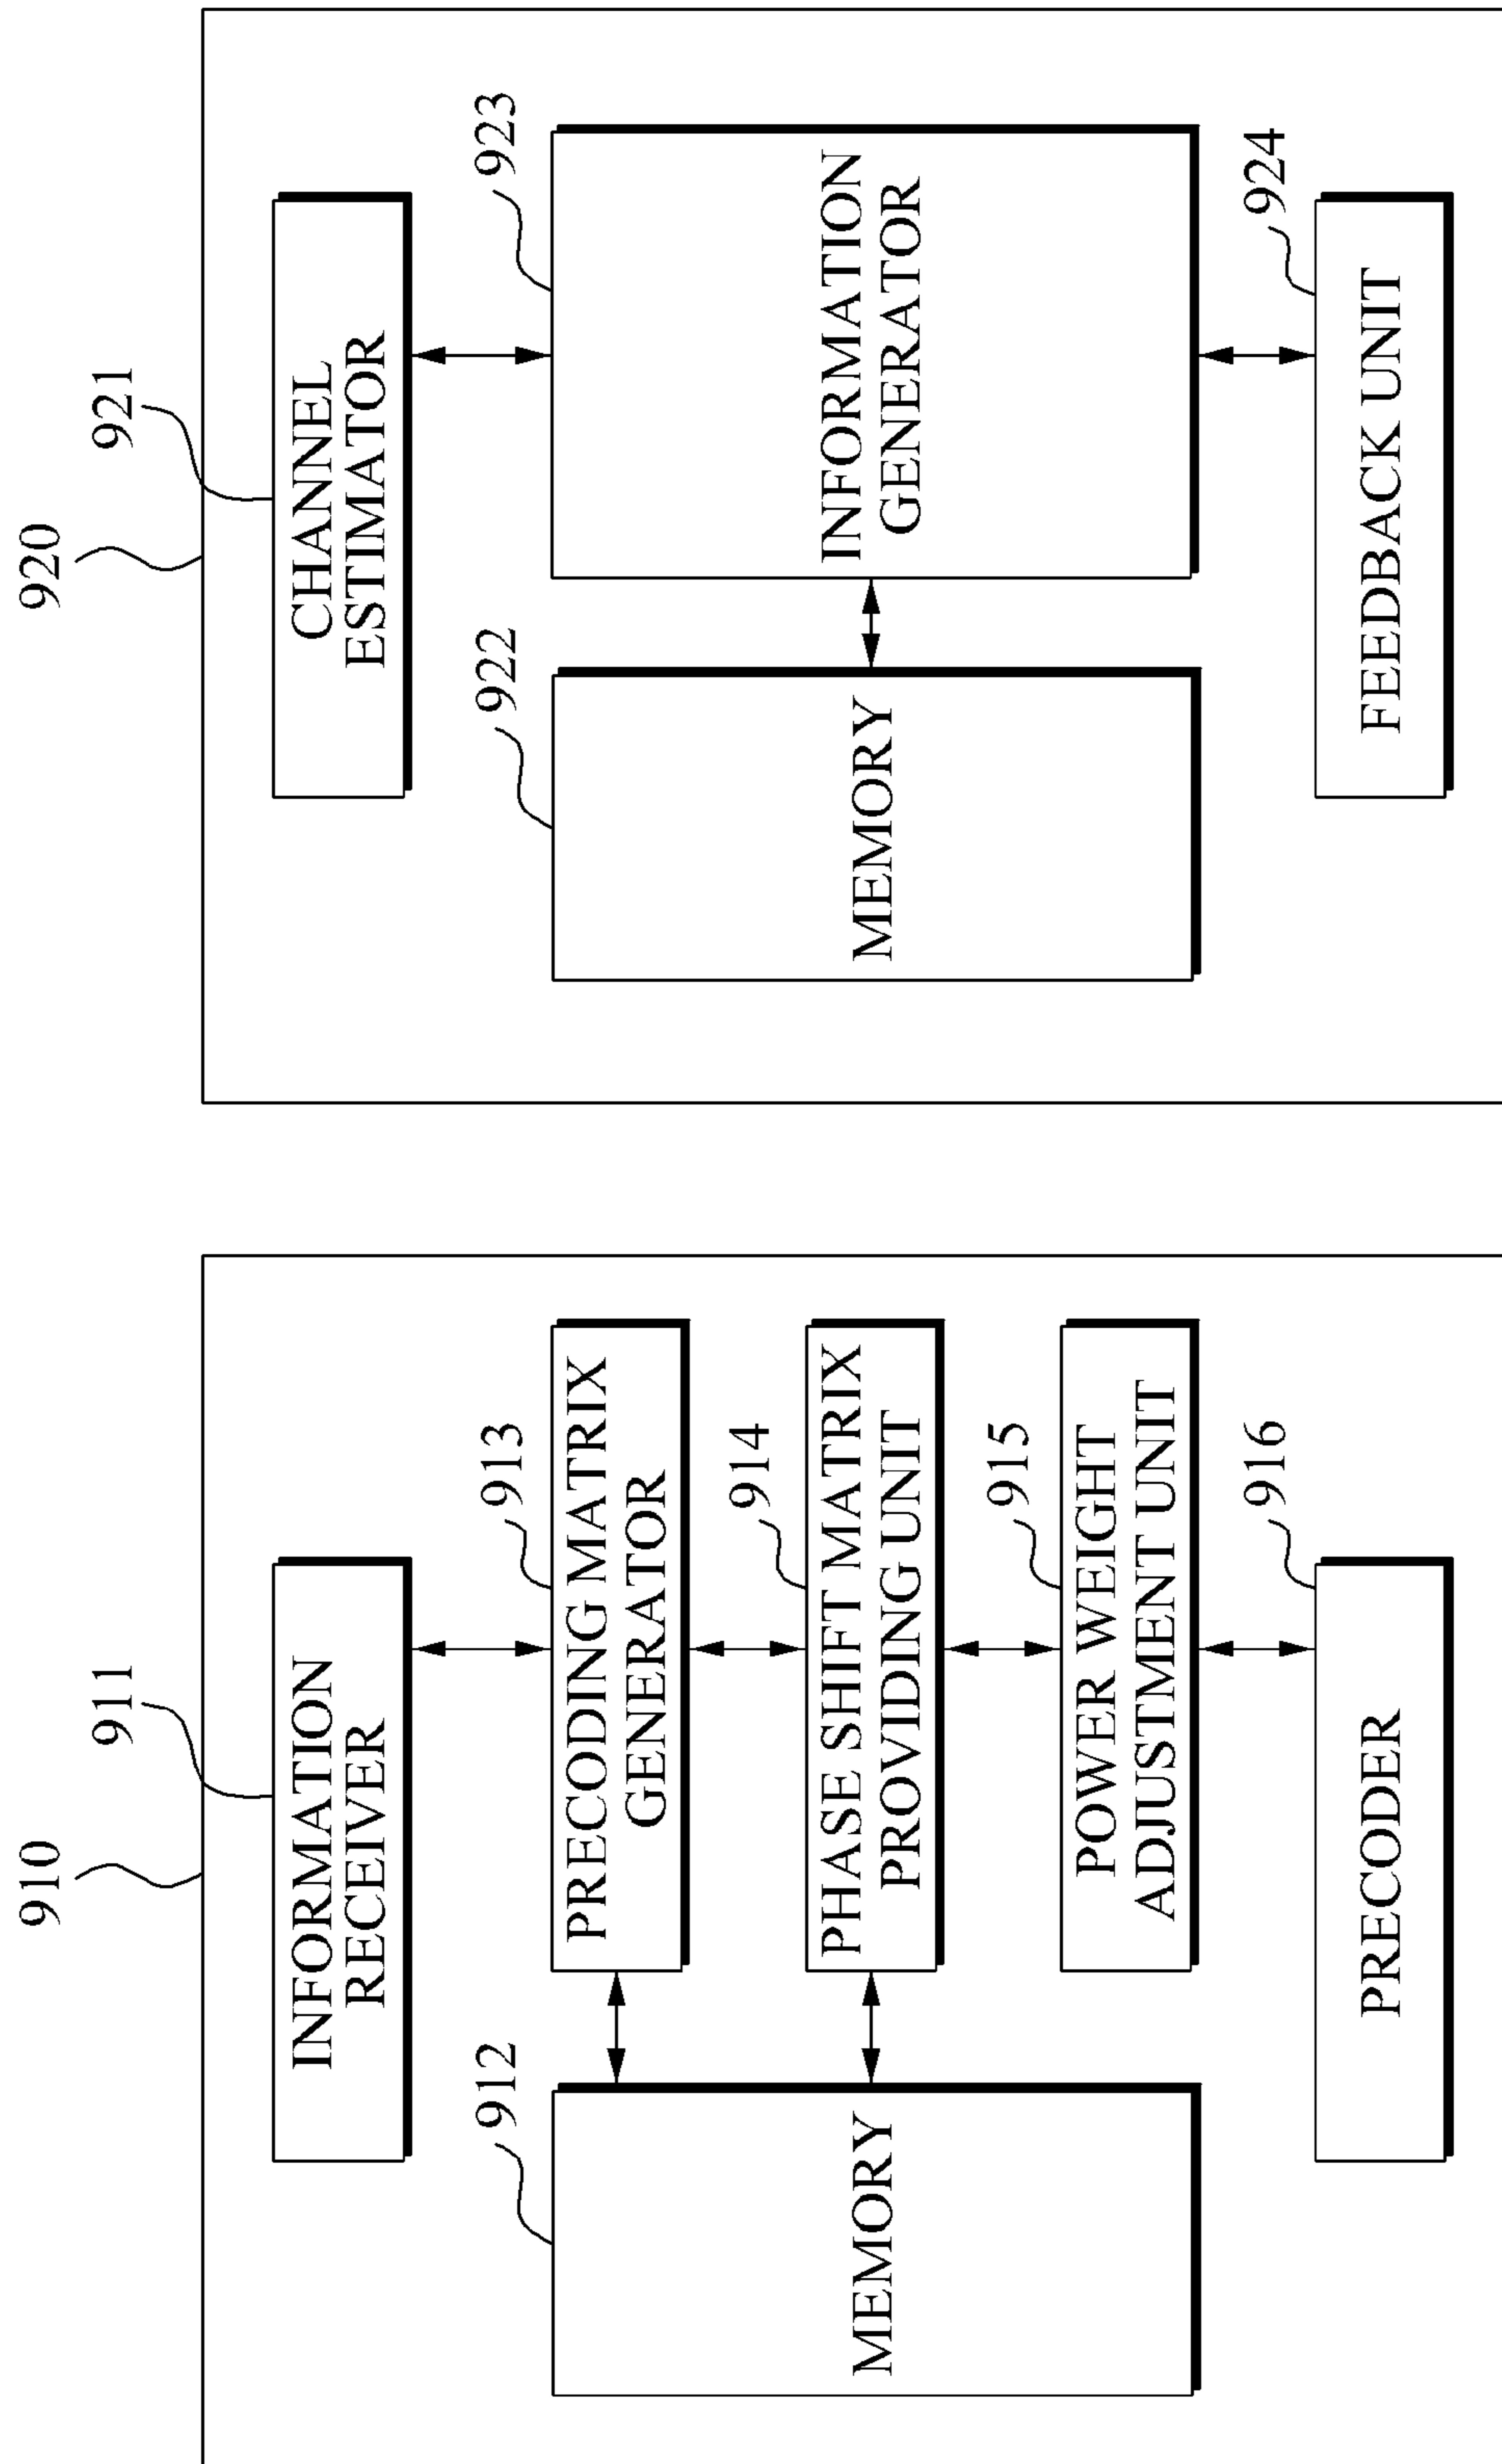 910
911
INFORMATION
RECEIVER
912
MEMORY
913
PRECODING MATRIX
GENERATOR
914
PHASE SHIFT MATRIX
PROVIDING UNIT
915
POWER WEIGHT
ADJUSTMENT UNIT
916
PRECODER
920
921
CHANNEL
ESTIMATOR
922
MEMORY
923
INFORMATION
GENERATOR
924
FEEDBACK UNIT